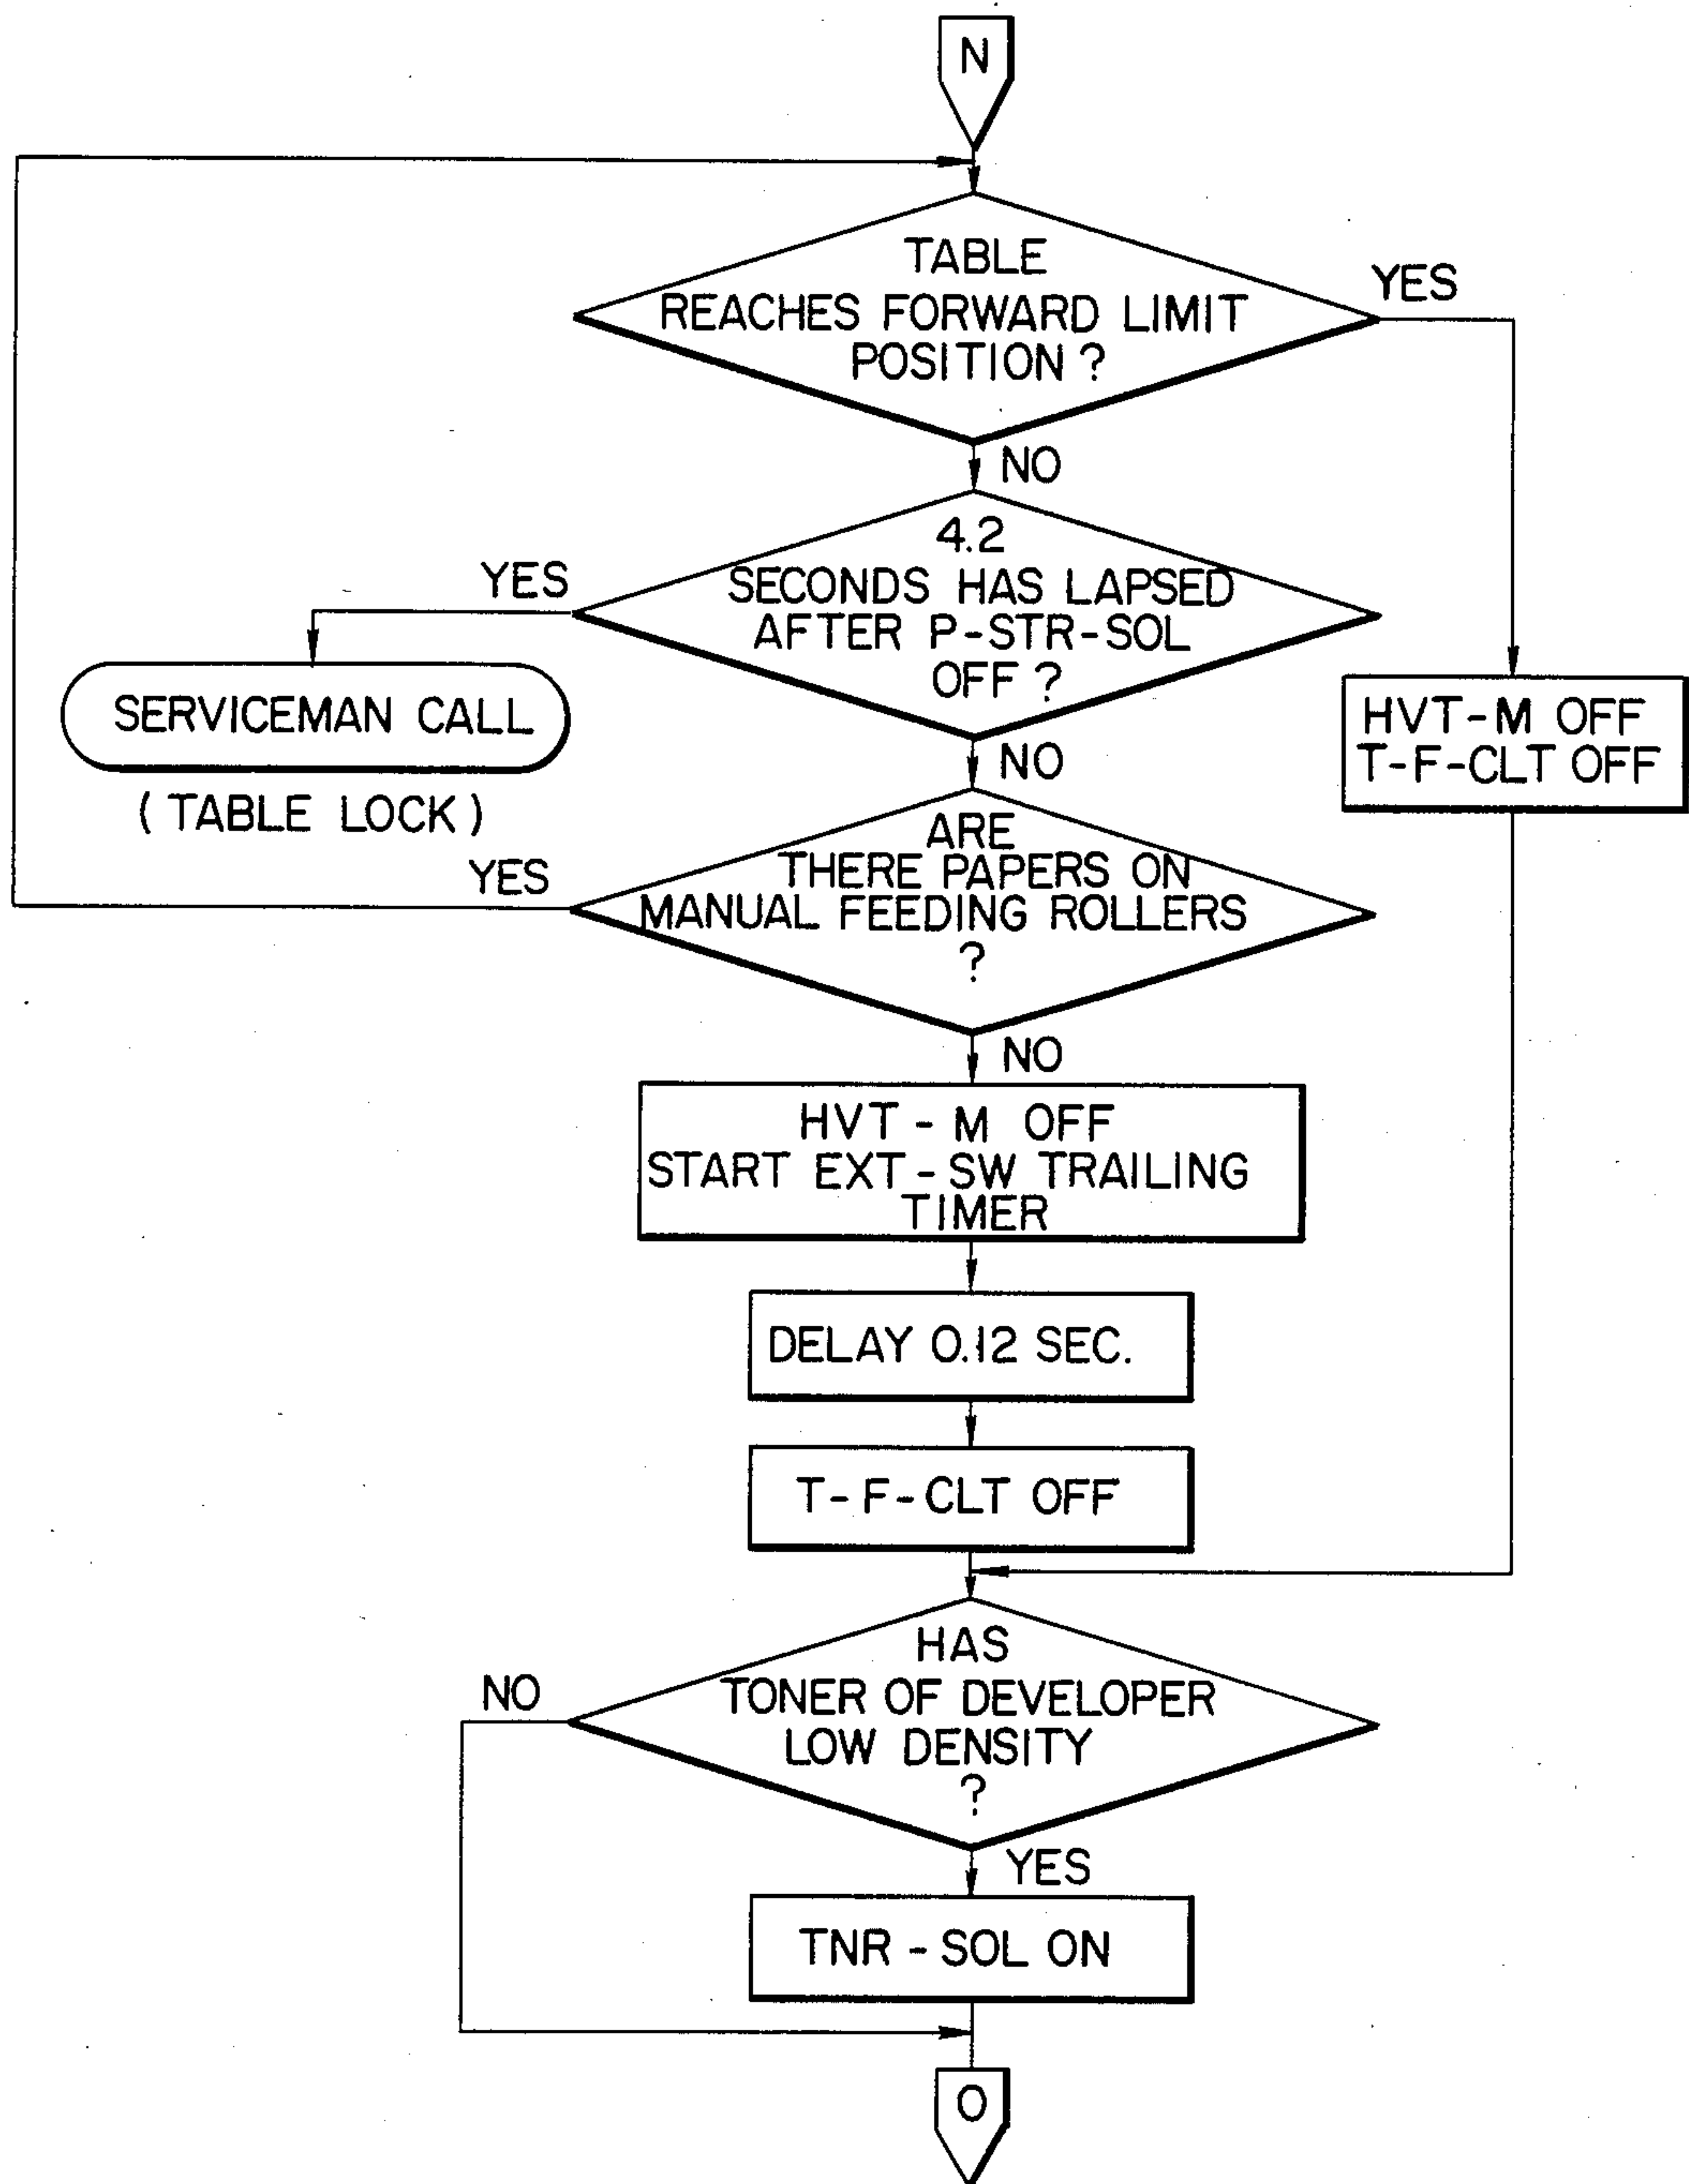 N
TABLE
REACHES FORWARD LIMIT
POSITION ?
YES
NO
4.2
SECONDS HAS LAPSED
AFTER P-STR-SOL
OFF ?
YES
SERVICEMAN CALL
(TABLE LOCK)
HVT-M OFF
T-F-CLT OFF
NO
ARE
THERE PAPERS ON
MANUAL FEEDING ROLLERS
?
YES
NO
HVT - M OFF
START EXT - SW TRAILING
TIMER
DELAY 0.12 SEC.
T - F - CLT OFF
HAS
TONER OF DEVELOPER
LOW DENSITY
?
NO
YES
TNR - SOL ON
O